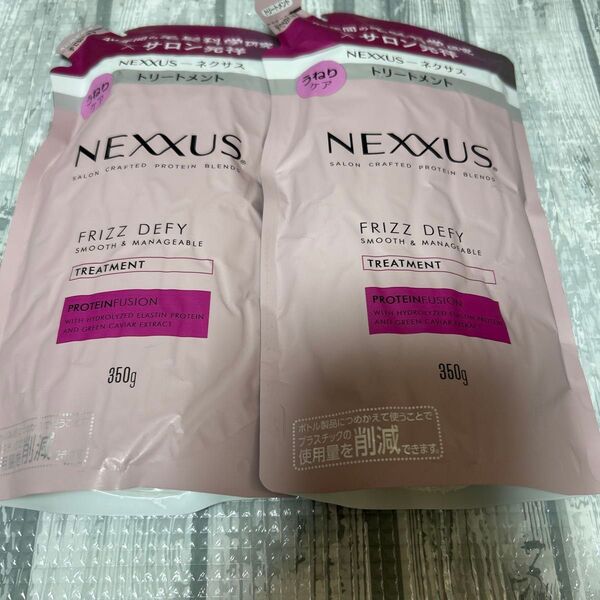 ×サロン発祥
NEXXUS—ネクサス
トリートメント
うねり
ケア
NEXXUS®
SALON CRAFTED PROTEIN BLENDS
FRIZZ DEFY
SMOOTH & MANAGEABLE
TREATMENT
PROTEINFUSION
WITH HYDROLYZED ELASTIN PROTEIN
AND GREEN CAVIAR EXTRACT
350g
削減
×サロン発祥
NEXXUS—ネクサス
トリートメント
うねり
ケア
NEXXUS®
SALON CRAFTED PROTEIN BLENDS
FRIZZ DEFY
SMOOTH & MANAGEABLE
TREATMENT
PROTEINFUSION
WITH HYDROLYZED ELASTIN PROTEIN
AND GREEN CAVIAR EXTRACT
350g
ボトル製品につめかえて使うことで
プラスチックの
使用量を削減できます。